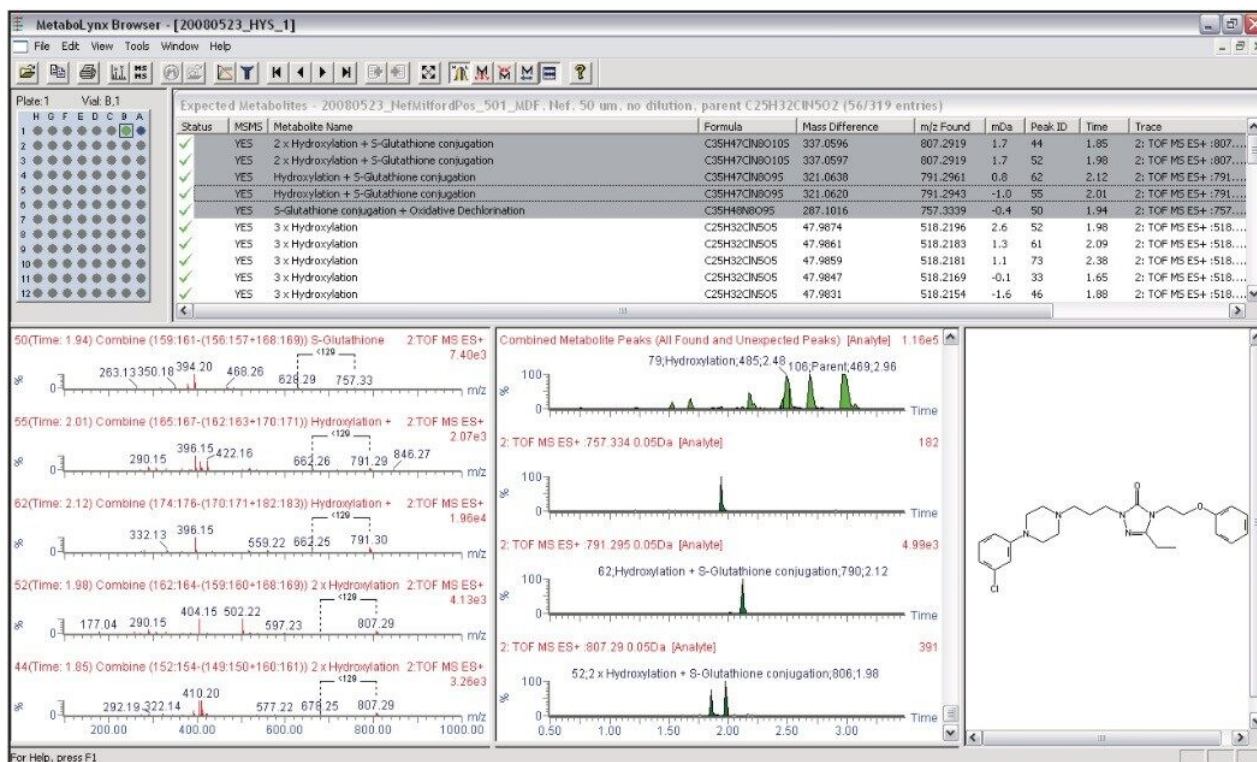 MetaboLynx Browser - [20080523_HYS_1]
File Edit View Tools Window Help
Plate:1 Vial: B,1
H G F E D C B A
1
2
3
4
5
6
7
8
9
10
11
12
Expected Metabolites - 20080523_NefMilfordPos_501_MDF, Nef, 50 um, no dilution, parent C25H32ClN5O2 (56/319 entries)
Status MSMS Metabolite Name Formula Mass Difference m/z Found mDa Peak ID Time Trace
YES 2 x Hydroxylation + S-Glutathione conjugation C35H47ClN8O10S 337.0596 807.2919 1.7 44 1.85 2: TOF MS ES+ :807....
YES 2 x Hydroxylation + S-Glutathione conjugation C35H47ClN8O10S 337.0597 807.2919 1.7 52 1.98 2: TOF MS ES+ :807....
YES Hydroxylation + S-Glutathione conjugation C35H47ClN8O9S 321.0638 791.2961 0.8 62 2.12 2: TOF MS ES+ :791....
YES Hydroxylation + S-Glutathione conjugation C35H47ClN8O9S 321.0620 791.2943 -1.0 55 2.01 2: TOF MS ES+ :791....
YES S-Glutathione conjugation + Oxidative Dechlorination C35H48N8O9S 287.1016 757.3339 -0.4 50 1.94 2: TOF MS ES+ :757....
YES 3 x Hydroxylation C25H32ClN5O5 47.9874 518.2196 2.6 52 1.98 2: TOF MS ES+ :518....
YES 3 x Hydroxylation C25H32ClN5O5 47.9861 518.2183 1.3 61 2.09 2: TOF MS ES+ :518....
YES 3 x Hydroxylation C25H32ClN5O5 47.9859 518.2181 1.1 73 2.38 2: TOF MS ES+ :518....
YES 3 x Hydroxylation C25H32ClN5O5 47.9847 518.2169 -0.1 33 1.65 2: TOF MS ES+ :518....
YES 3 x Hydroxylation C25H32ClN5O5 47.9831 518.2154 -1.6 46 1.88 2: TOF MS ES+ :518....
50(Time: 1.94) Combine (159:161-(156:157+168:169)) S-Glutathione 2:TOF MS ES+
7.40e3
<129
263.13 350.18 394.20 468.26 628.29 757.33
% 0 m/z
55(Time: 2.01) Combine (165:167-(162:163+170:171)) Hydroxylation + 2:TOF MS ES+
2.07e3
<129
290.15 396.15 422.16 662.26 791.29 846.27
% 0 m/z
62(Time: 2.12) Combine (174:176-(170:171+182:183)) Hydroxylation + 2:TOF MS ES+
1.96e4
<129
332.13 396.15 559.22 662.25 791.30
% 0 m/z
52(Time: 1.98) Combine (162:164-(159:160+168:169)) 2 x Hydroxylation 2:TOF MS ES+
4.13e3
<129
177.04 290.15 404.15 502.22 597.23 807.29
% 0 m/z
44(Time: 1.85) Combine (152:154-(149:150+160:161)) 2 x Hydroxylation 2:TOF MS ES+
3.26e3
<129
292.19 322.14 410.20 577.22 678.25 807.29
% 0 m/z
200.00 400.00 600.00 800.00 1000.00
Combined Metabolite Peaks (All Found and Unexpected Peaks) [Analyte] 1.16e5
79;Hydroxylation;485;2.48 106;Parent;469;2.96
100
% 0 Time
2: TOF MS ES+ :757.334 0.05Da [Analyte] 182
100
% 0 Time
2: TOF MS ES+ :791.295 0.05Da [Analyte] 4.99e3
62;Hydroxylation + S-Glutathione conjugation;790;2.12
100
% 0 Time
2: TOF MS ES+ :807.29 0.05Da [Analyte] 391
52;2 x Hydroxylation + S-Glutathione conjugation;806;1.98
100
% 0 Time
0.50 1.00 1.50 2.00 2.50 3.00
O
N
N
N
N
N
O
Cl
For Help, press F1